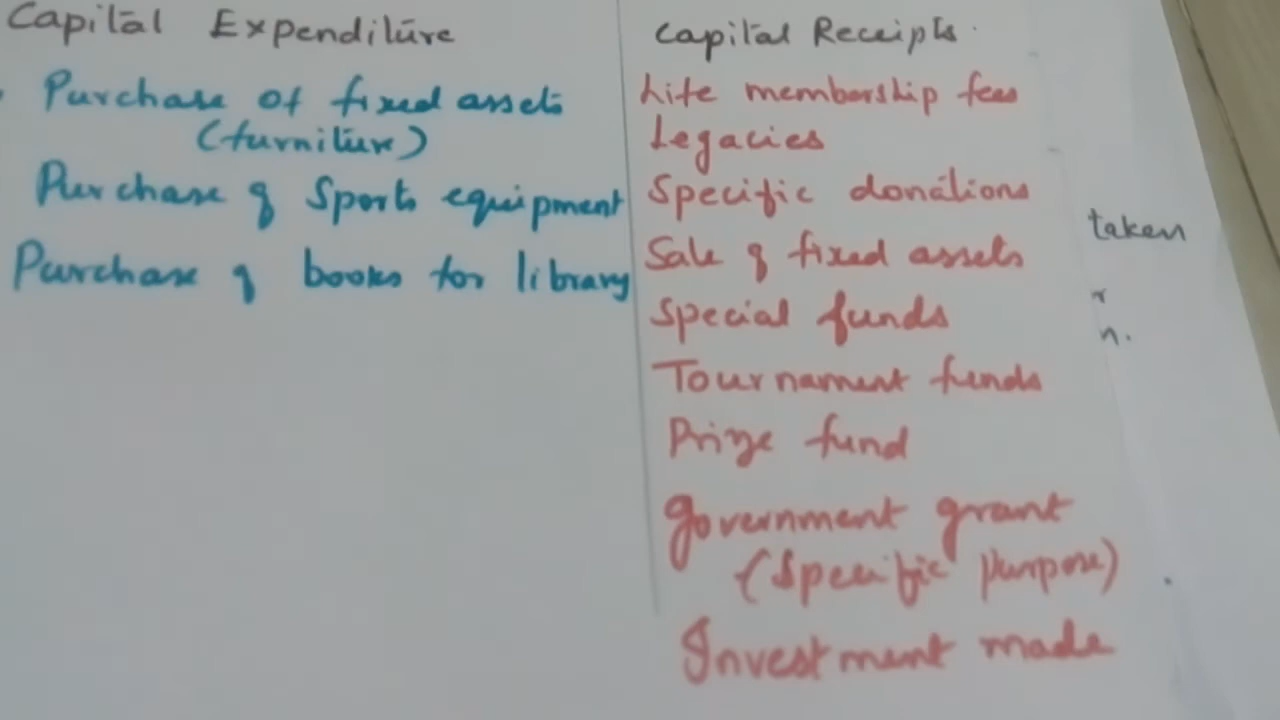 Capital Expenditure
Purchase of fixed assets
(furniture)
Purchase of Sports equipment
Purchase of books for library
Capital Receipts
Life membership fees
Legacies
Specific donations
Sale of fixed assets
Special funds
Tournament funds
Prize fund
Government grant
(Specific Purpose)
Investment made
taken
n.